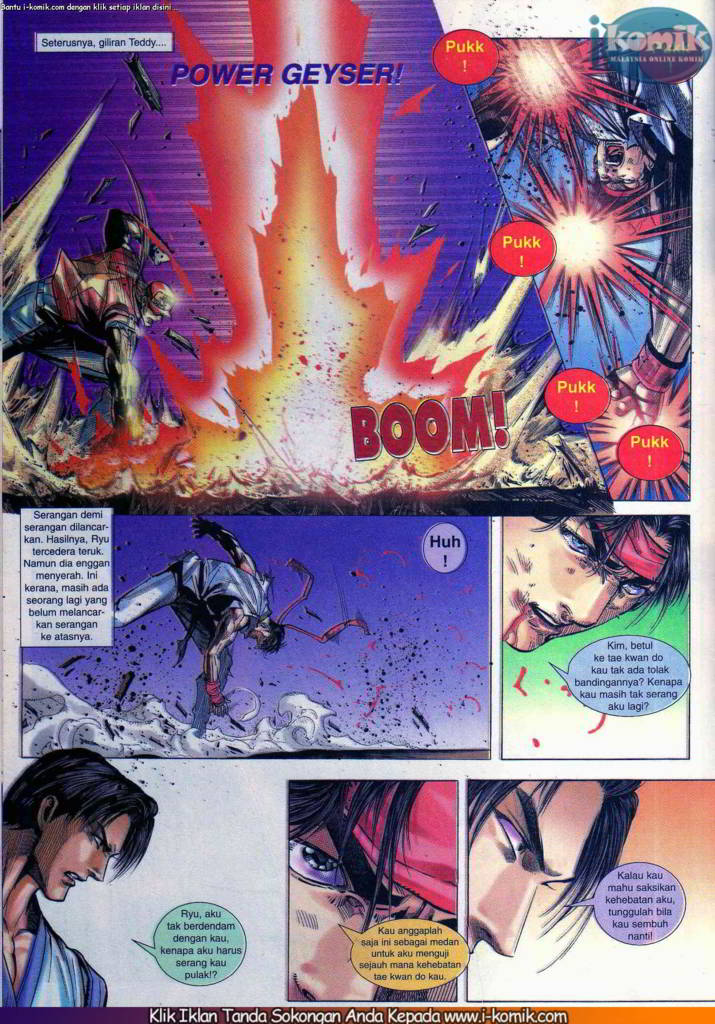 Bantu i-komik.com dengan klik setiap iklan disini ...
i komik
MALAYSIA ONLINE KOMIK
Seterusnya, giliran Teddy....
POWER GEYSER!
Pukk
!
Pukk
!
Pukk
!
Pukk
!
BOOM!
Serangan demi
serangan dilancar-
kan. Hasilnya, Ryu
tercedera teruk.
Namun dia enggan
menyerah. Ini
kerana, masih ada
seorang lagi yang
belum melancar-
kan serangan
ke atasnya.
Huh
!
Kim, betul
ke tae kwan do
kau tak ada tolak
bandingannya? Kenapa
kau masih tak serang
aku lagi?
Ryu, aku
tak berdendam
dengan kau,
kenapa aku harus
serang kau
pulak!?
Kau anggaplah
saja ini sebagai medan
untuk aku menguji
sejauh mana kehebatan
tae kwan do kau.
Kalau kau
mahu saksikan
kehebatan aku,
tunggulah bila
kau sembuh
nanti!
Klik Iklan Tanda Sokongan Anda Kepada www.i-komik.com